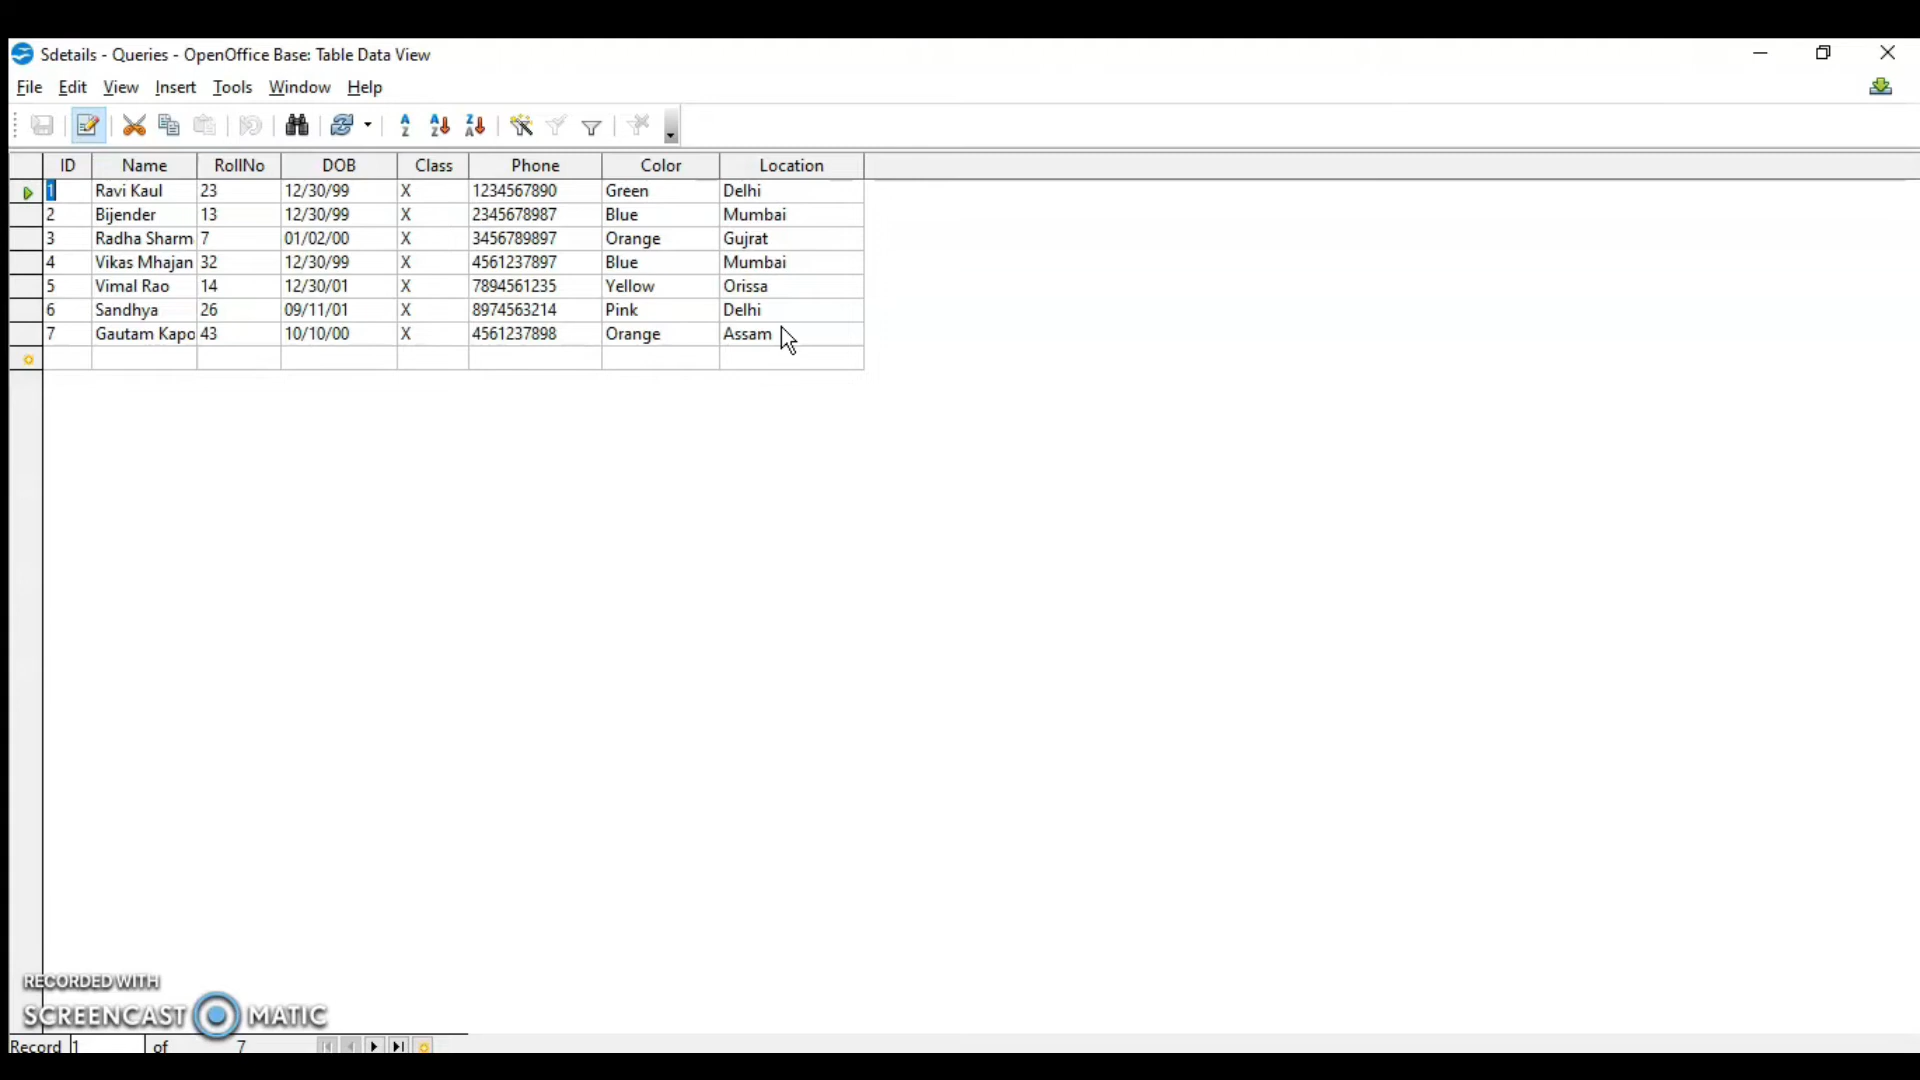 Sdetails - Queries - OpenOffice Base: Table Data View
File Edit View Insert Tools Window Help
ID Name RollNo DOB Class Phone Color Location
1 Ravi Kaul 23 12/30/99 X 1234567890 Green Delhi
2 Bijender 13 12/30/99 X 2345678987 Blue Mumbai
3 Radha Sharm 7 01/02/00 X 3456789897 Orange Gujrat
4 Vikas Mhajan 32 12/30/99 X 4561237897 Blue Mumbai
5 Vimal Rao 14 12/30/01 X 7894561235 Yellow Orissa
6 Sandhya 26 09/11/01 X 8974563214 Pink Delhi
7 Gautam Kapo 43 10/10/00 X 4561237898 Orange Assam
RECORDED WITH
SCREENCAST MATIC
Record 1 of 7